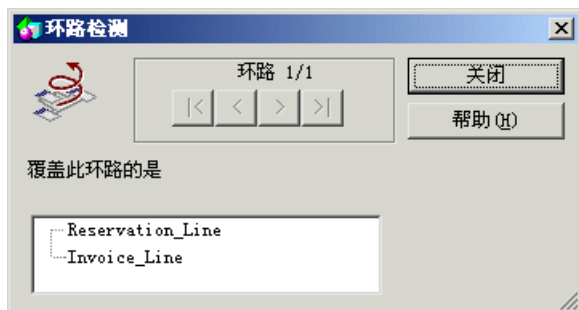 环路检测
环路 1/1
|< < > >|
关闭
帮助(H)
覆盖此环路的是
Reservation_Line
Invoice_Line